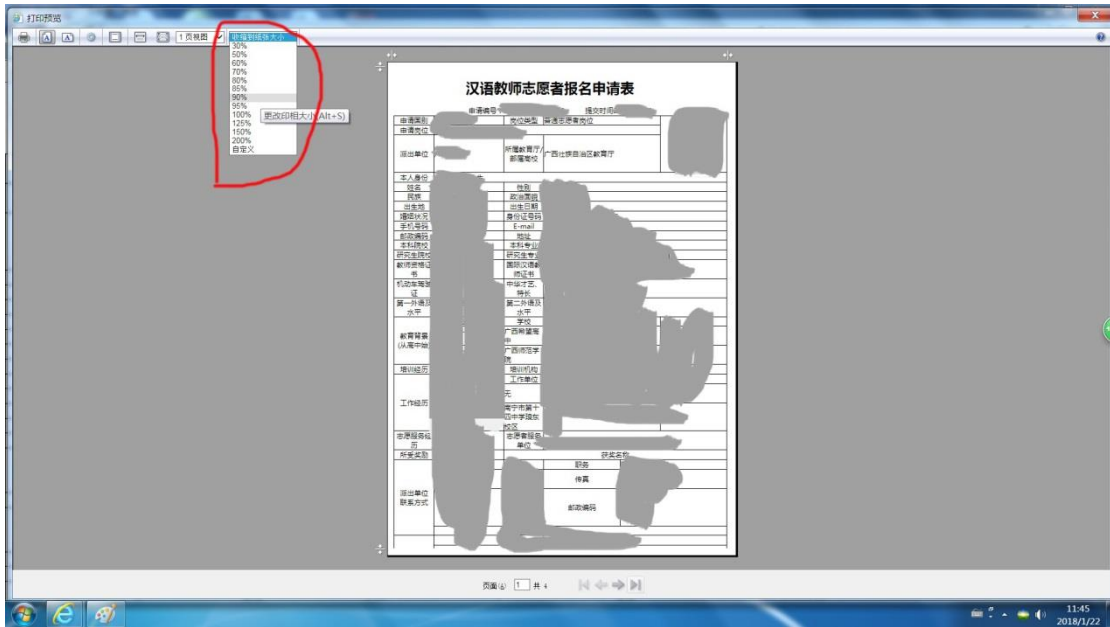 打印预览
1 页视图
收缩到纸张大小
30%
50%
60%
70%
80%
85%
90%
95%
100%
125%
150%
200%
自定义
更改印相大小(Alt+S)
汉语教师志愿者报名申请表
申请编号 提交时间
申请国别 岗位类型 普通志愿者岗位
申请岗位
派出单位 所属教育厅/部属高校 广西壮族自治区教育厅
本人身份
姓名 性别
民族 政治面貌
出生地 出生日期
婚姻状况 身份证号码
手机号码 E-mail
邮政编码 地址
本科院校 本科专业
研究生院校 研究生专业
教师资格证书 国际汉语教师证书
机动车驾驶证 中华才艺、特长
第一外语及水平 第二外语及水平
学校
教育背景
(从高中始
广西希望高中
广西师范学院
培训经历 培训机构
工作单位
工作经历
无
南宁市第十四中学琅东校区
志愿服务经历 志愿者服务单位
所受奖励 获奖名称
职务
派出单位联系方式
传真
邮政编码
页面(A) 1 共 4
11:45
2018/1/22